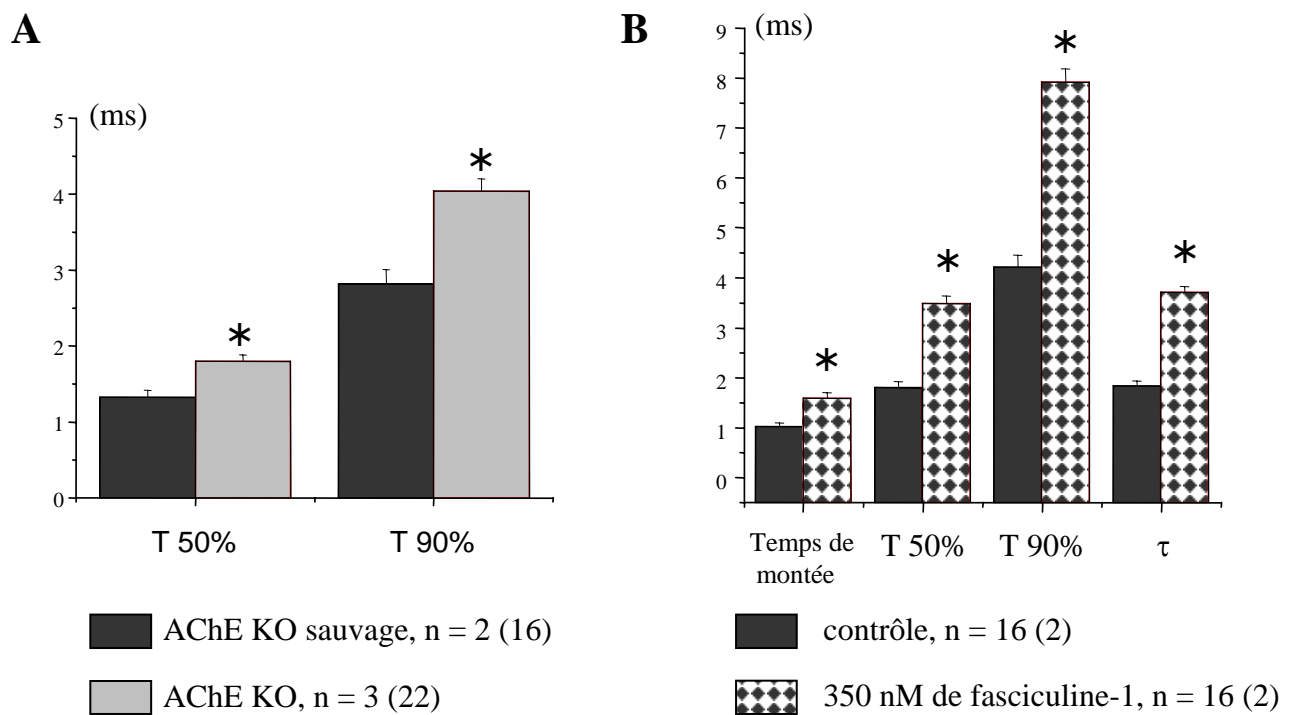 A
(ms)
5
4
3
2
1
0
*
*
T 50%
T 90%
AChE KO sauvage, n = 2 (16)
AChE KO, n = 3 (22)
B
(ms)
9
8
7
6
5
4
3
2
1
0
*
*
*
*
Temps de
montée
T 50%
T 90%
τ
contrôle, n = 16 (2)
350 nM de fasciculine-1, n = 16 (2)